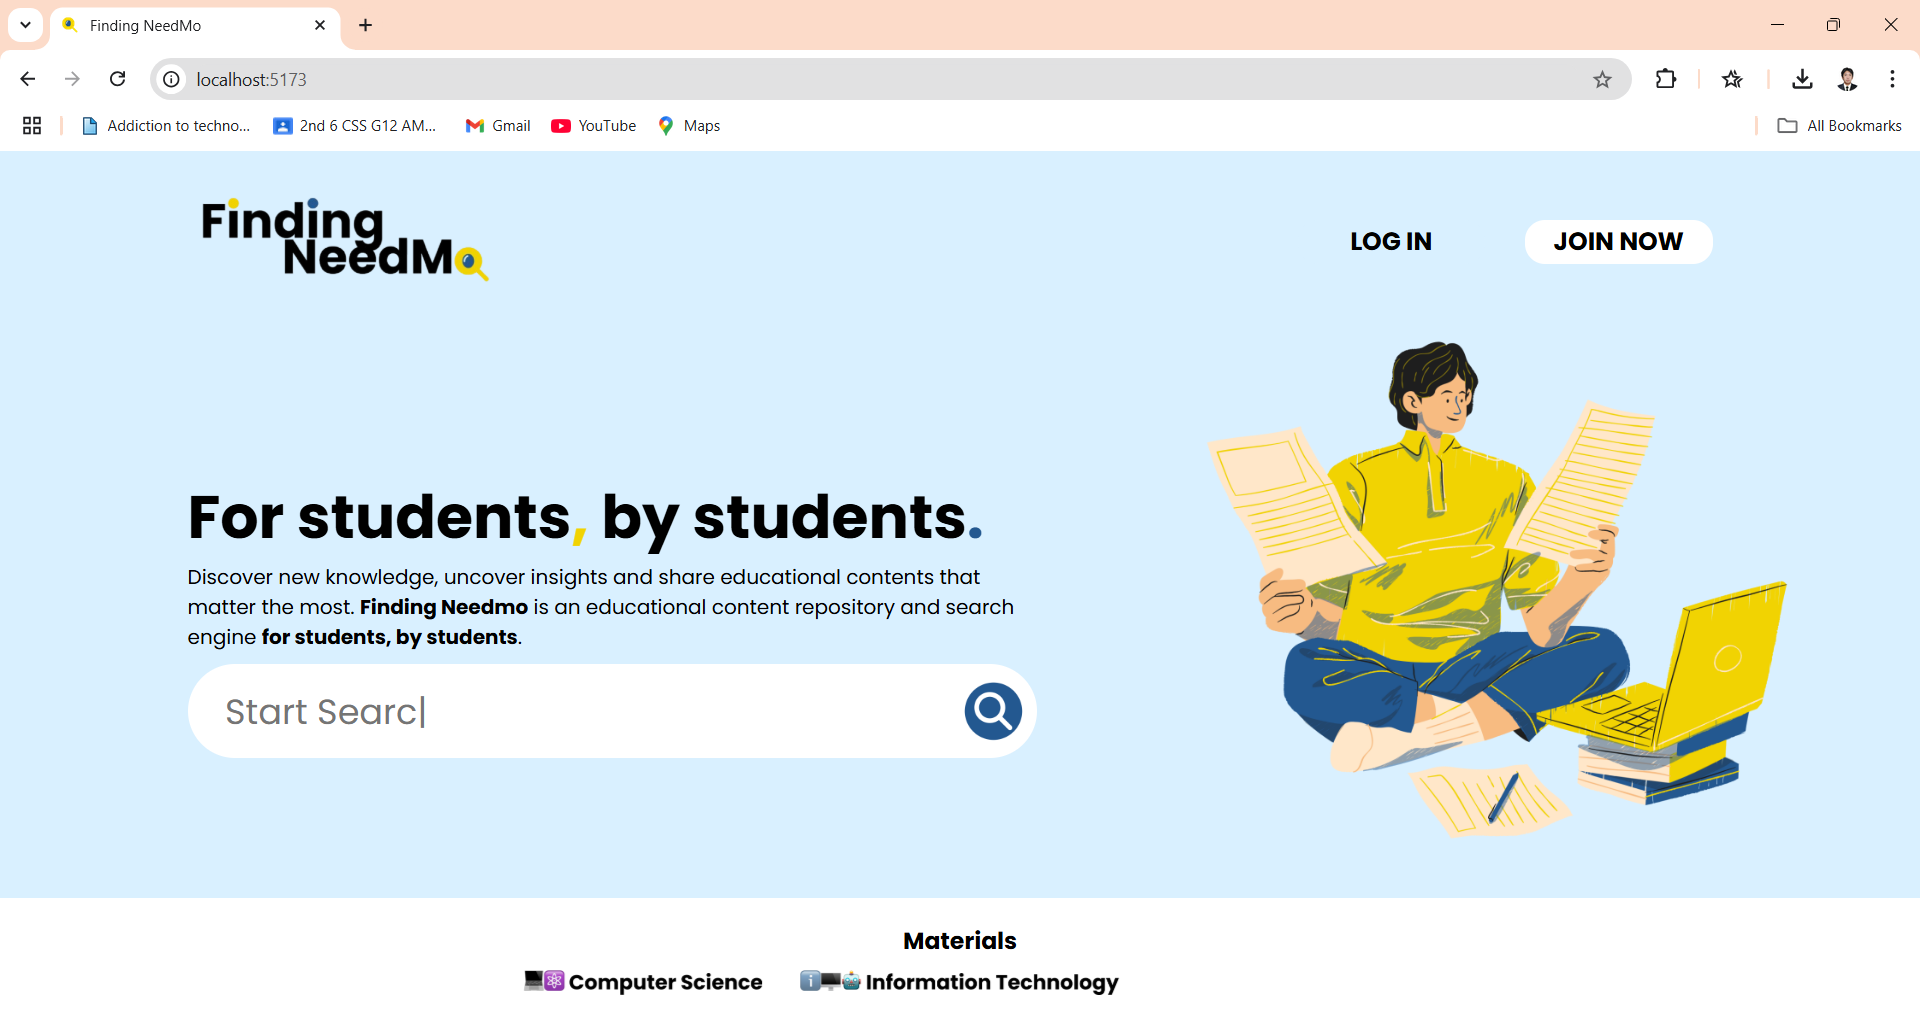 Finding NeedMo
localhost:5173
Addiction to techno...
2nd 6 CSS G12 AM...
Gmail
YouTube
Maps
All Bookmarks
Finding
NeedMo
LOG IN
JOIN NOW
For students, by students.
Discover new knowledge, uncover insights and share educational contents that
matter the most. Finding Needmo is an educational content repository and search
engine for students, by students.
Start Searc|
Materials
Computer Science
Information Technology